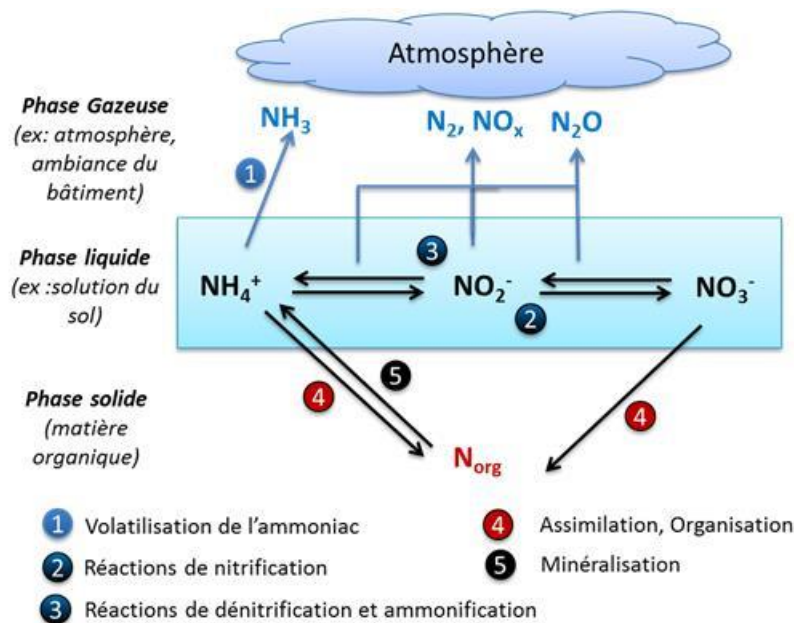 Atmosphère
Phase Gazeuse
(ex: atmosphère,
ambiance du
bâtiment)
NH₃
N₂, NOₓ
N₂O
1
Phase liquide
(ex :solution du
sol)
3
NH₄⁺
NO₂⁻
NO₃⁻
2
5
4
4
Phase solide
(matière
organique)
N_org
1 Volatilisation de l'ammoniac
2 Réactions de nitrification
3 Réactions de dénitrification et ammonification
4 Assimilation, Organisation
5 Minéralisation